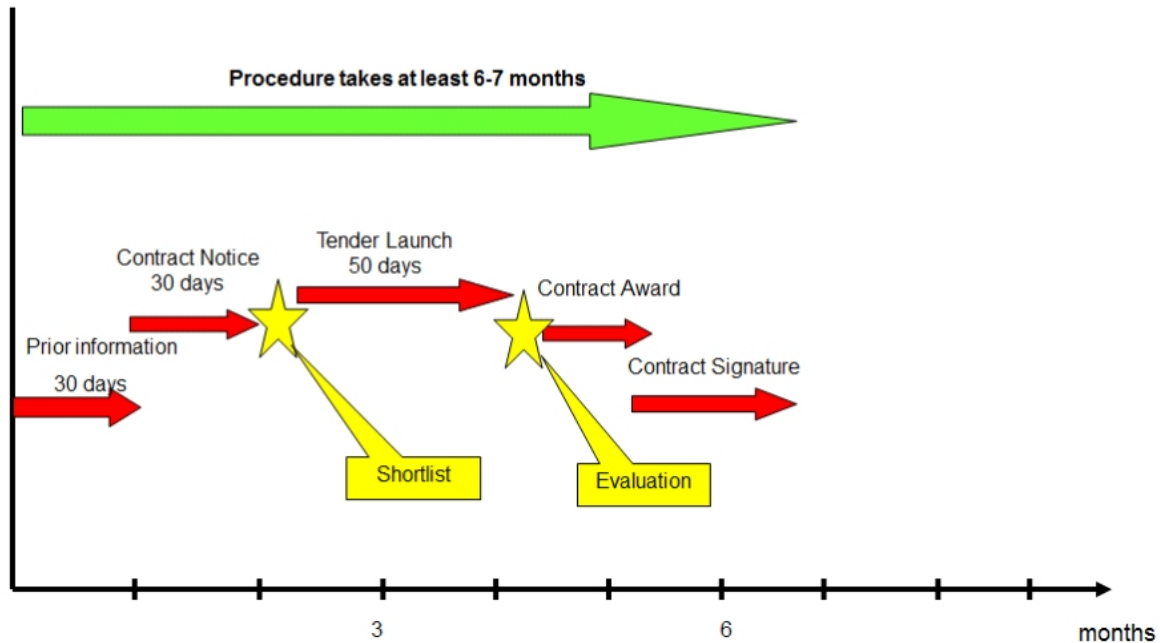 Procedure takes at least 6-7 months
Tender Launch
50 days
Contract Notice
30 days
Contract Award
Prior information
30 days
Contract Signature
Shortlist
Evaluation
3
6
months